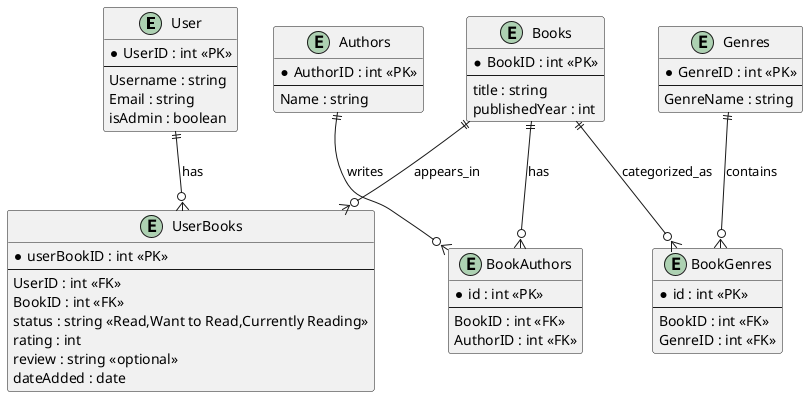 E User
* UserID : int «PK»
Username : string
Email : string
isAdmin : boolean
E Authors
* AuthorID : int «PK»
Name : string
E Books
* BookID : int «PK»
title : string
publishedYear : int
E Genres
* GenreID : int «PK»
GenreName : string
has
writes
appears_in
has
categorized_as
contains
E UserBooks
* userBookID : int «PK»
UserID : int «FK»
BookID : int «FK»
status : string «Read,Want to Read,Currently Reading»
rating : int
review : string «optional»
dateAdded : date
E BookAuthors
* id : int «PK»
BookID : int «FK»
AuthorID : int «FK»
E BookGenres
* id : int «PK»
BookID : int «FK»
GenreID : int «FK»